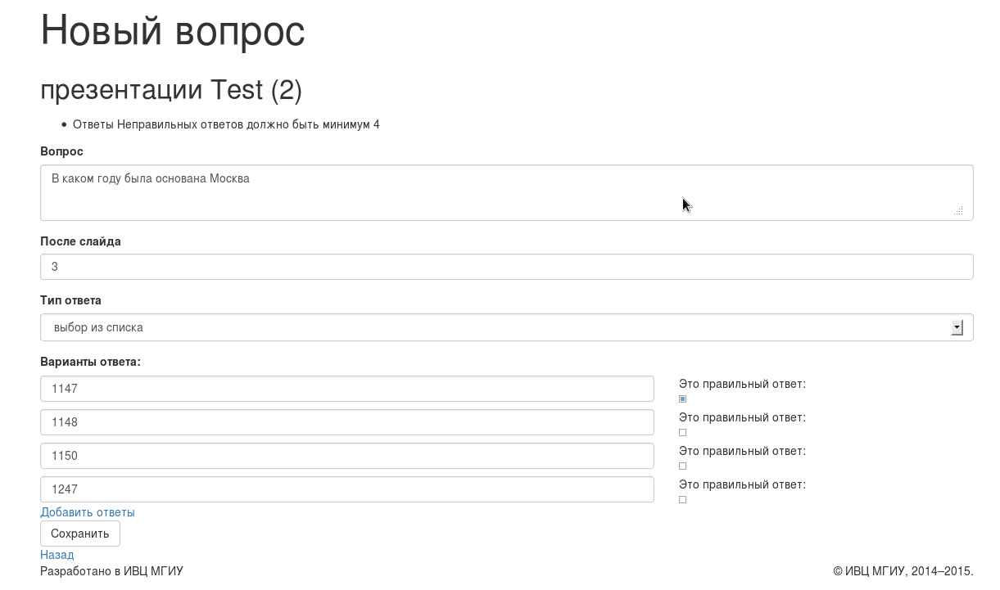 Новый вопрос
презентации Test (2)
Ответы Неправильных ответов должно быть минимум 4
Вопрос
В каком году была основана Москва
После слайда
3
Тип ответа
выбор из списка
Варианты ответа:
1147 Это правильный ответ:
1148 Это правильный ответ:
1150 Это правильный ответ:
1247 Это правильный ответ:
Добавить ответы
Сохранить
Назад
Разработано в ИВЦ МГИУ © ИВЦ МГИУ, 2014–2015.